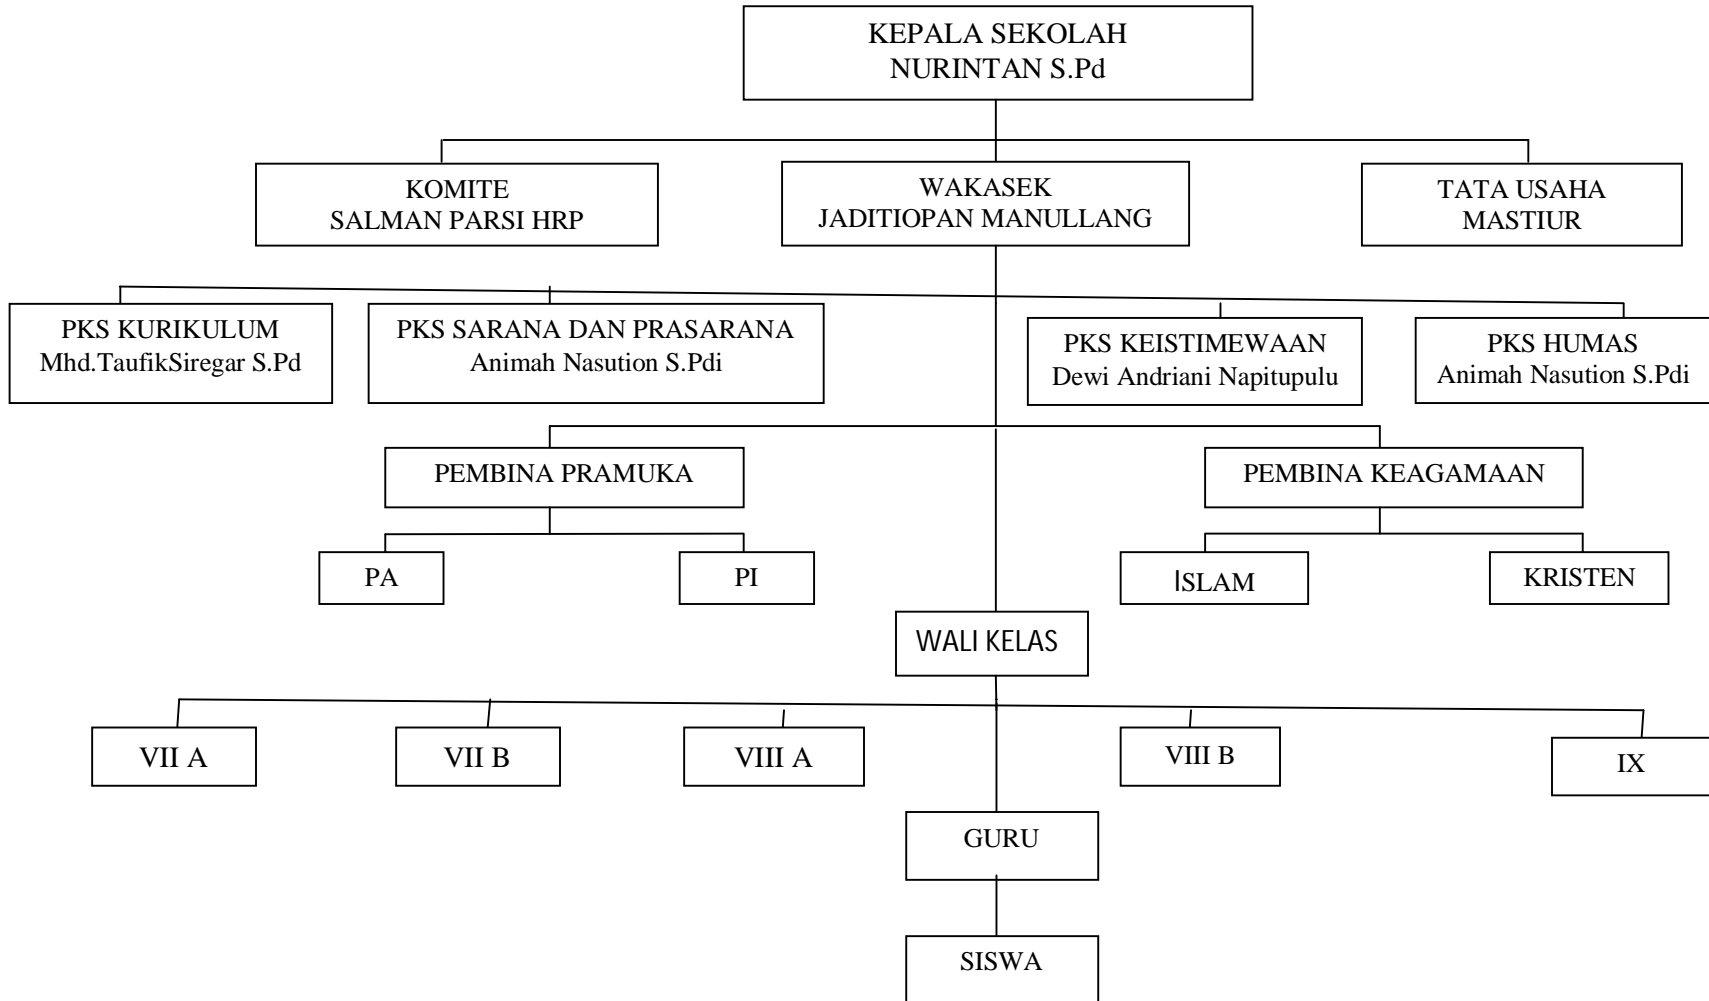 KEPALA SEKOLAH
NURINTAN S.Pd
KOMITE
SALMAN PARSI HRP
WAKASEK
JADITIOPAN MANULLANG
TATA USAHA
MASTIUR
PKS KURIKULUM
Mhd.TaufikSiregar S.Pd
PKS SARANA DAN PRASARANA
Animah Nasution S.Pdi
PKS KEISTIMEWAAN
Dewi Andriani Napitupulu
PKS HUMAS
Animah Nasution S.Pdi
PEMBINA PRAMUKA
PEMBINA KEAGAMAAN
PA
PI
ISLAM
KRISTEN
WALI KELAS
VII A
VII B
VIII A
VIII B
IX
GURU
SISWA